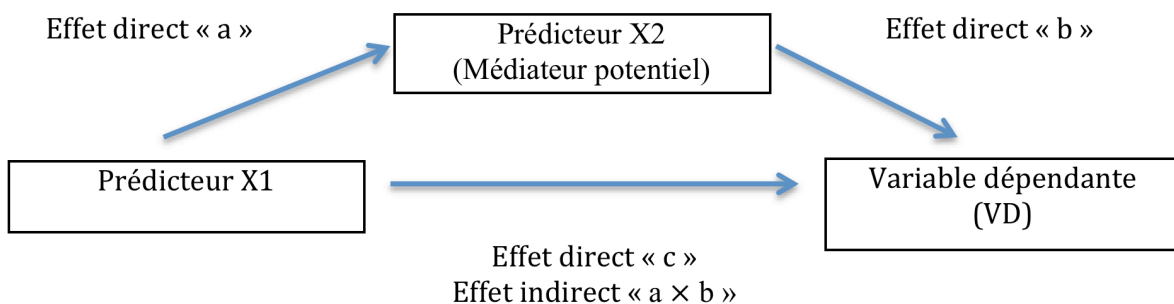 Effet direct « a »
Prédicteur X2
(Médiateur potentiel)
Effet direct « b »
Prédicteur X1
Variable dépendante
(VD)
Effet direct « c »
Effet indirect « a × b »